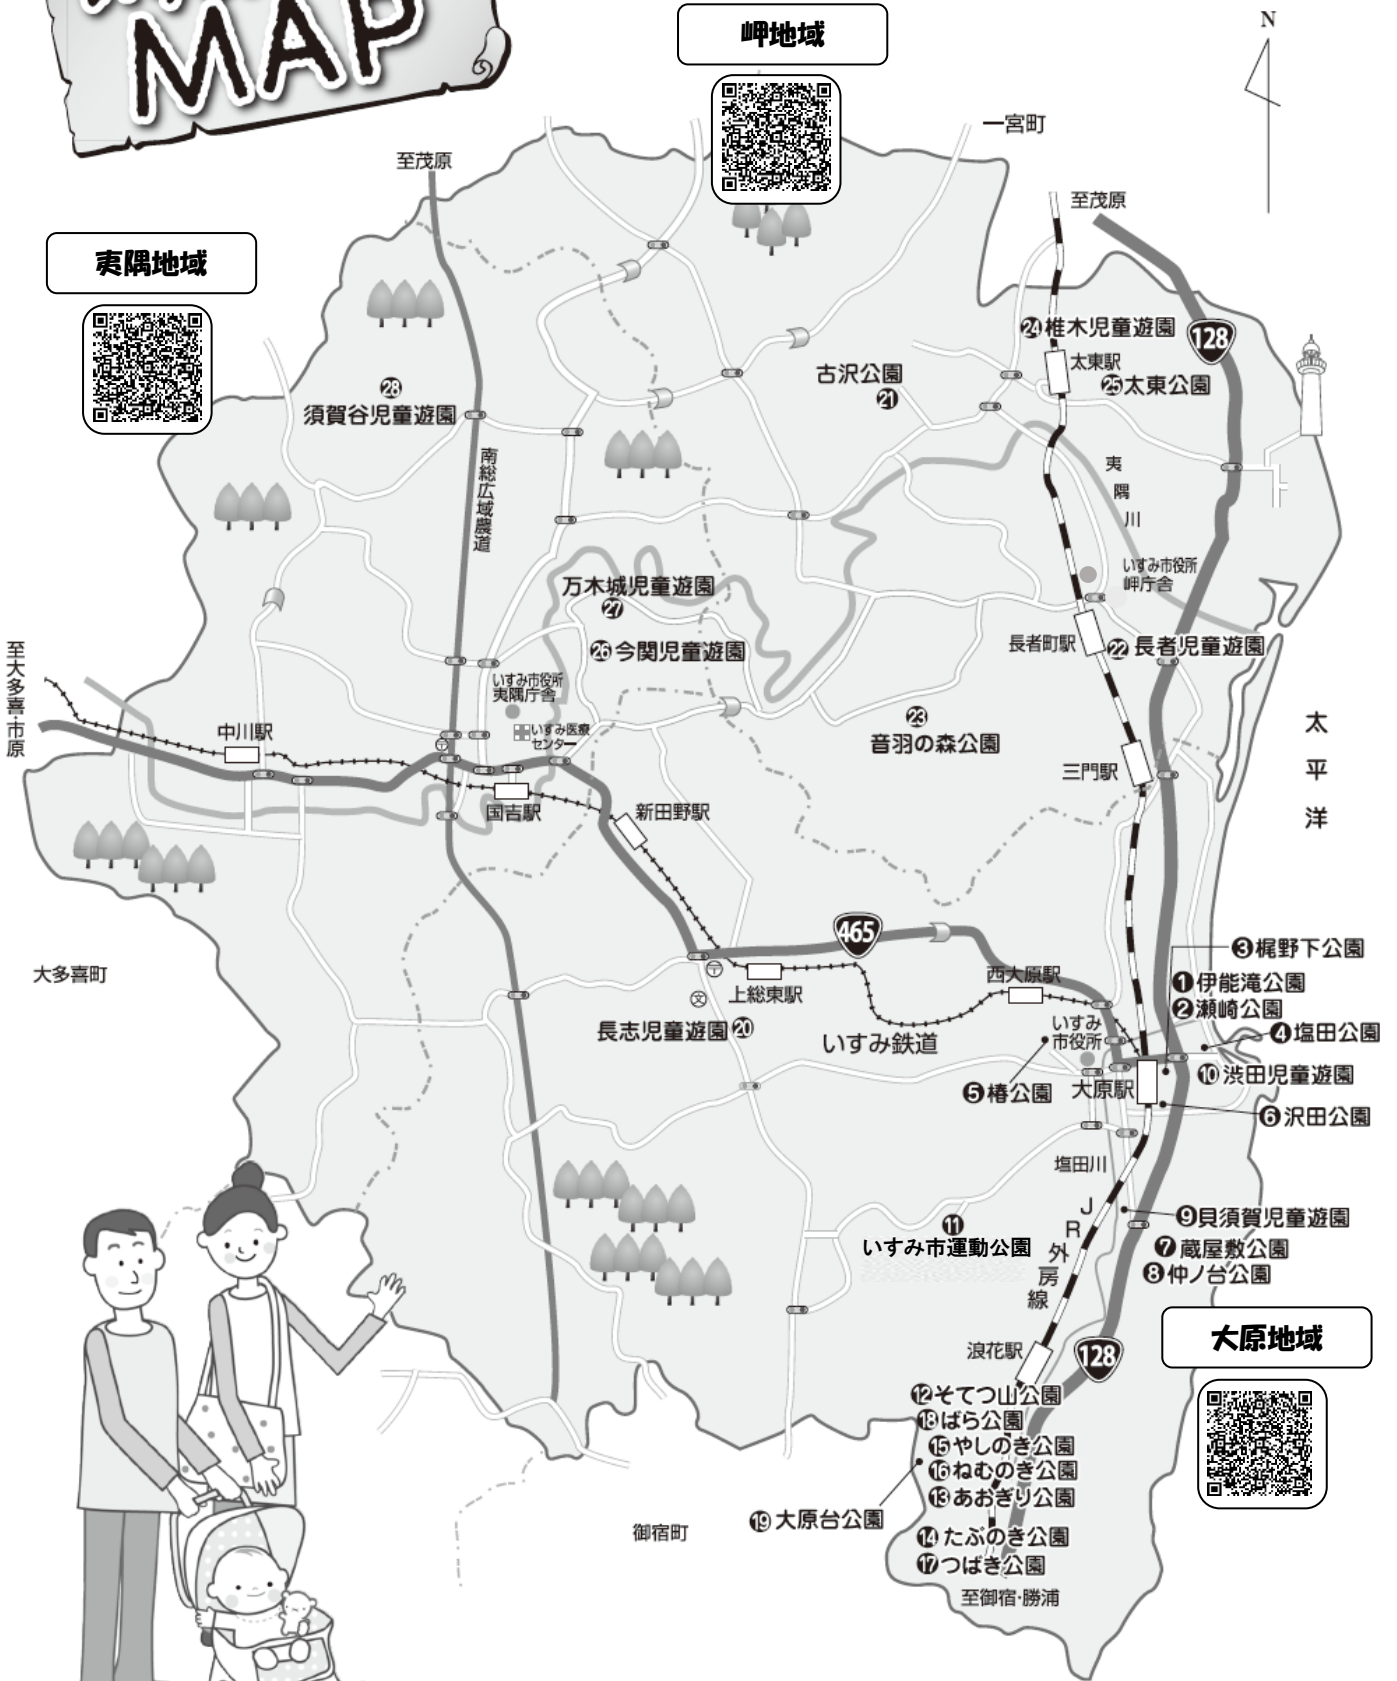 MAP
岬地域
N
一宮町
至茂原
至茂原
夷隅地域
㉔椎木児童遊園
128
太東駅
㉕太東公園
古沢公園
㉑
㉘
須賀谷児童遊園
南総広域農道
夷隅川
いすみ市役所
岬庁舎
万木城児童遊園
㉗
㉖今関児童遊園
長者町駅
㉒長者児童遊園
至大多喜・市原
いすみ市役所
夷隅庁舎
いすみ医療
センター
中川駅
㉓
音羽の森公園
太平洋
三門駅
国吉駅
新田野駅
465
❸梶野下公園
大多喜町
西大原駅
❶伊能滝公園
上総東駅
❷瀬崎公園
文
長志児童遊園⑳
いすみ鉄道
いすみ
市役所
❹塩田公園
❿渋田児童遊園
❺椿公園
大原駅
❻沢田公園
塩田川
JR外房線
⓫
いすみ市運動公園
❾貝須賀児童遊園
❼蔵屋敷公園
❽仲ノ台公園
大原地域
浪花駅
128
⓬そてつ山公園
⓲ばら公園
⓯やしのき公園
⓰ねむのき公園
⓭あおぎり公園
⓳大原台公園
御宿町
⓮たぶのき公園
⓱つばき公園
至御宿・勝浦